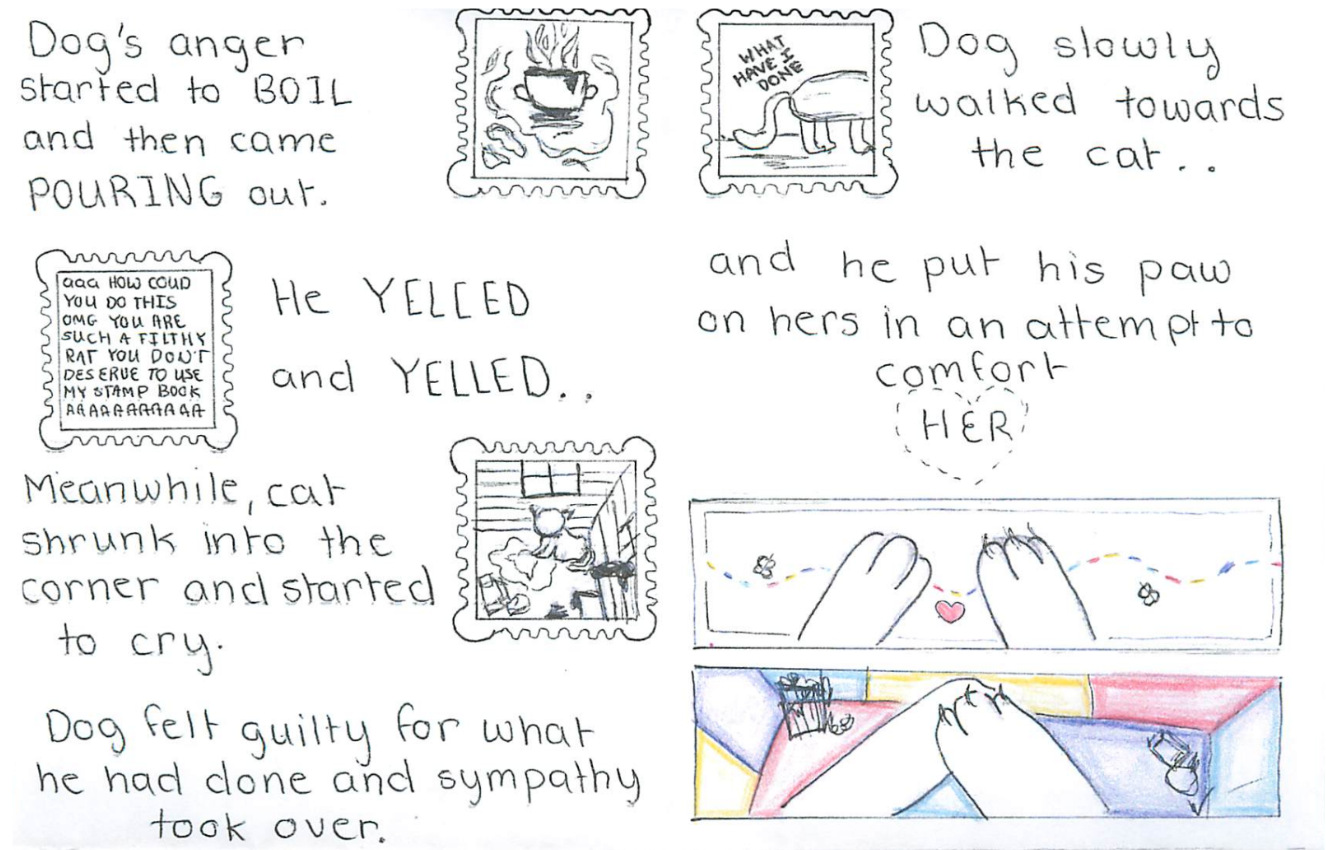 Dog's anger
started to BOIL
and then came
POURING out.
aaa HOW COUD
YOU DO THIS
OMG YOU ARE
SUCH A FILTHY
RAT YOU DON'T
DESERVE TO USE
MY STAMP BOOK
AAAAAAAAAAAA
He YELLED
and YELLED..
Meanwhile, cat
shrunk into the
corner and started
to cry.
Dog felt guilty for what
he had done and sympathy
took over.
WHAT
HAVE I
DONE
Dog slowly
walked towards
the cat..
and he put his paw
on hers in an attempt to
comfort
HER